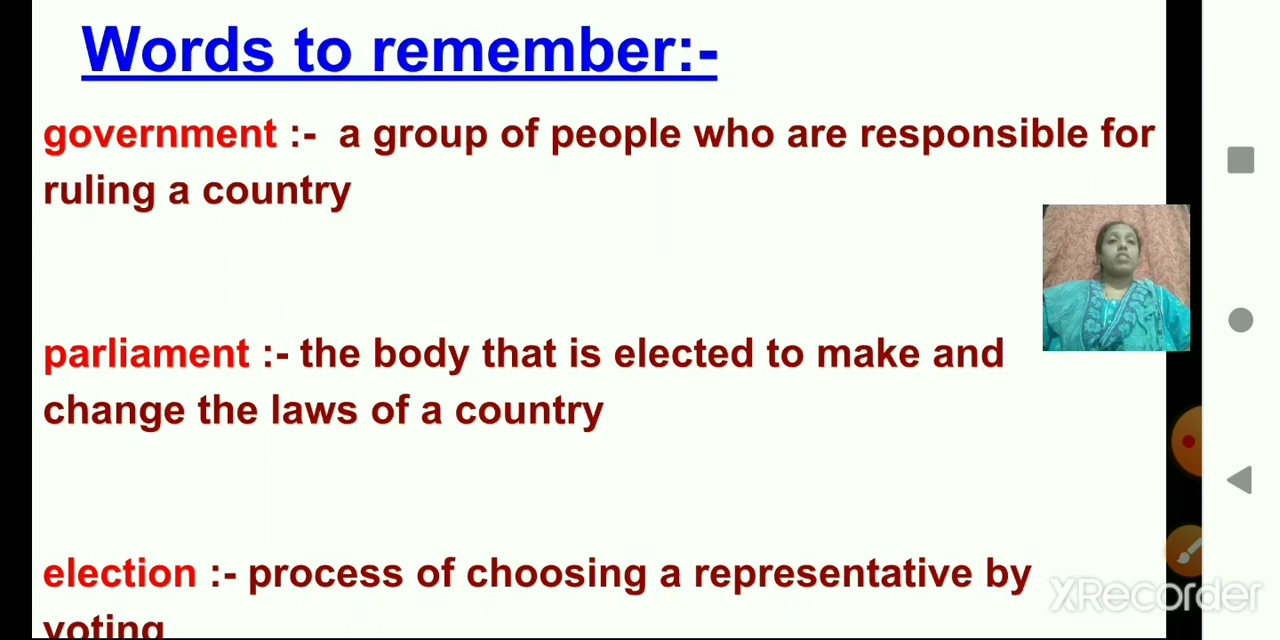 Words to remember:-
government :-  a group of people who are responsible for
ruling a country
parliament :- the body that is elected to make and
change the laws of a country
election :- process of choosing a representative by
voting
XRecorder